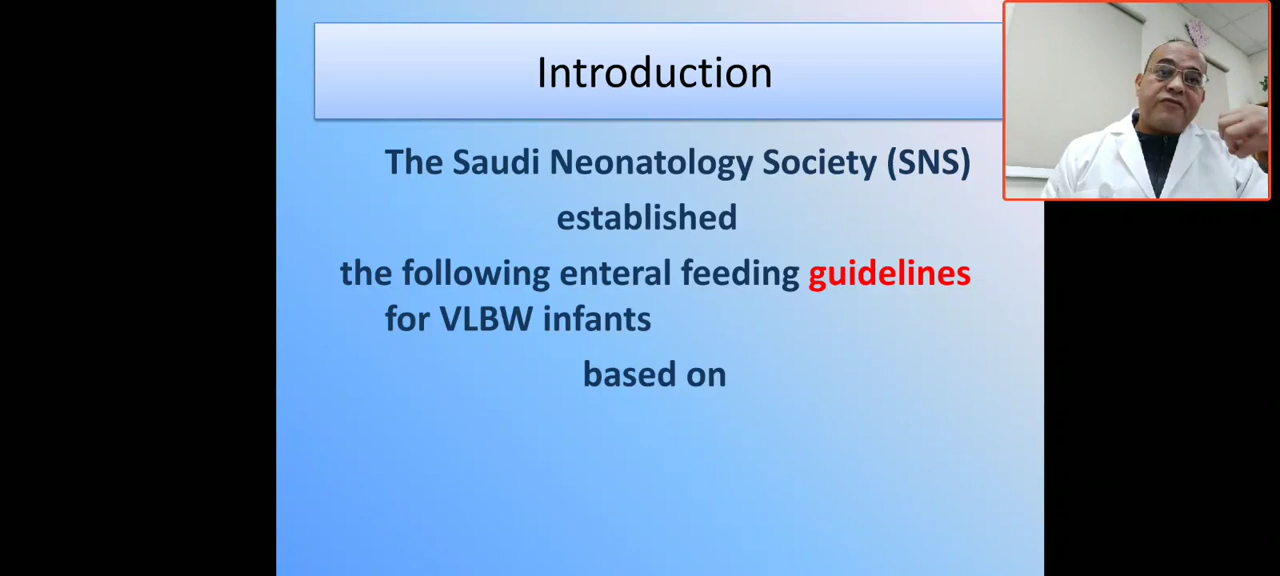 Introduction
The Saudi Neonatology Society (SNS)
established
the following enteral feeding guidelines
for VLBW infants
based on